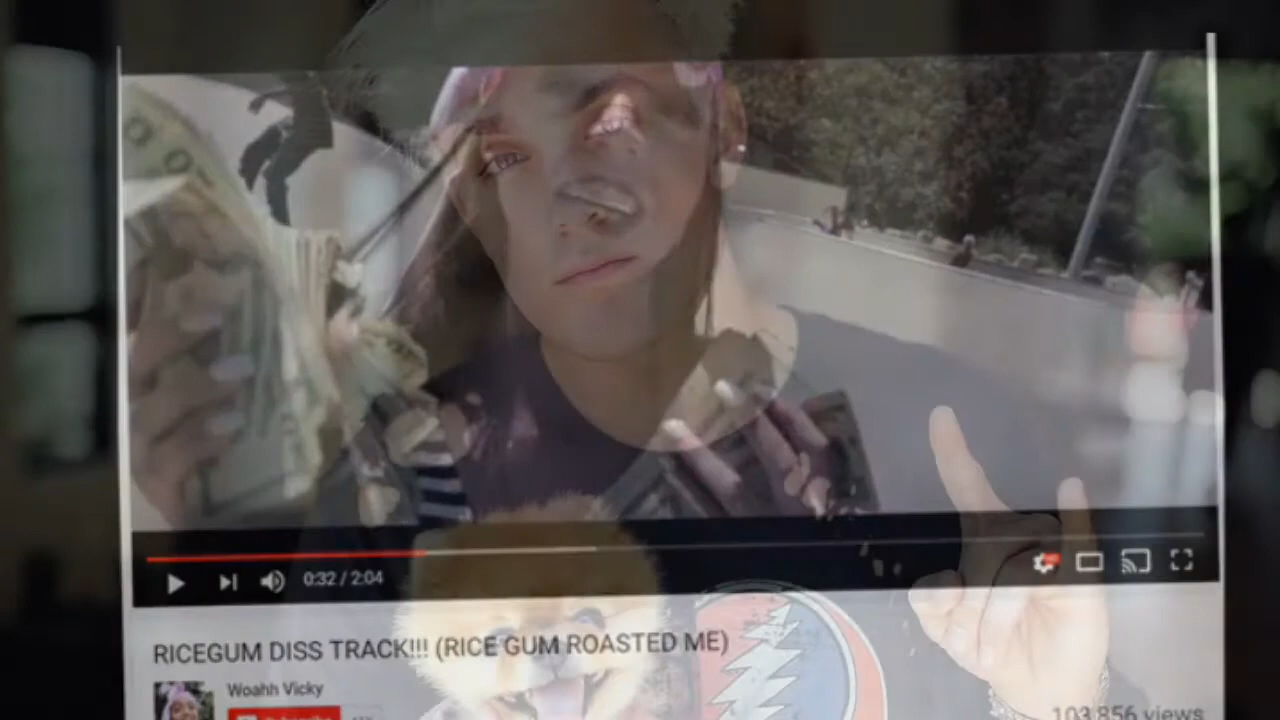 0:32 / 2:04
RICEGUM DISS TRACK!!! (RICE GUM ROASTED ME)
Woahh Vicky
103,856 views